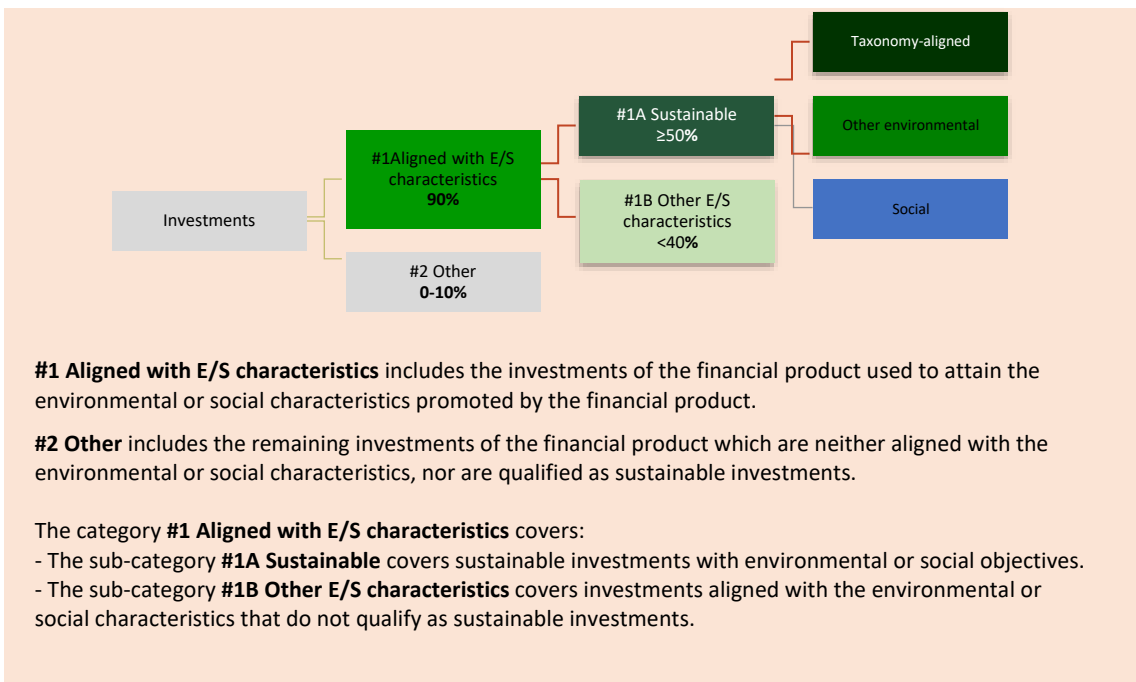 Taxonomy-aligned
#1A Sustainable
≥50%
Other environmental
#1Aligned with E/S
characteristics
90%
#1B Other E/S
characteristics
<40%
Social
Investments
#2 Other
0-10%
#1 Aligned with E/S characteristics includes the investments of the financial product used to attain the
environmental or social characteristics promoted by the financial product.
#2 Other includes the remaining investments of the financial product which are neither aligned with the
environmental or social characteristics, nor are qualified as sustainable investments.
The category #1 Aligned with E/S characteristics covers:
- The sub-category #1A Sustainable covers sustainable investments with environmental or social objectives.
- The sub-category #1B Other E/S characteristics covers investments aligned with the environmental or
social characteristics that do not qualify as sustainable investments.